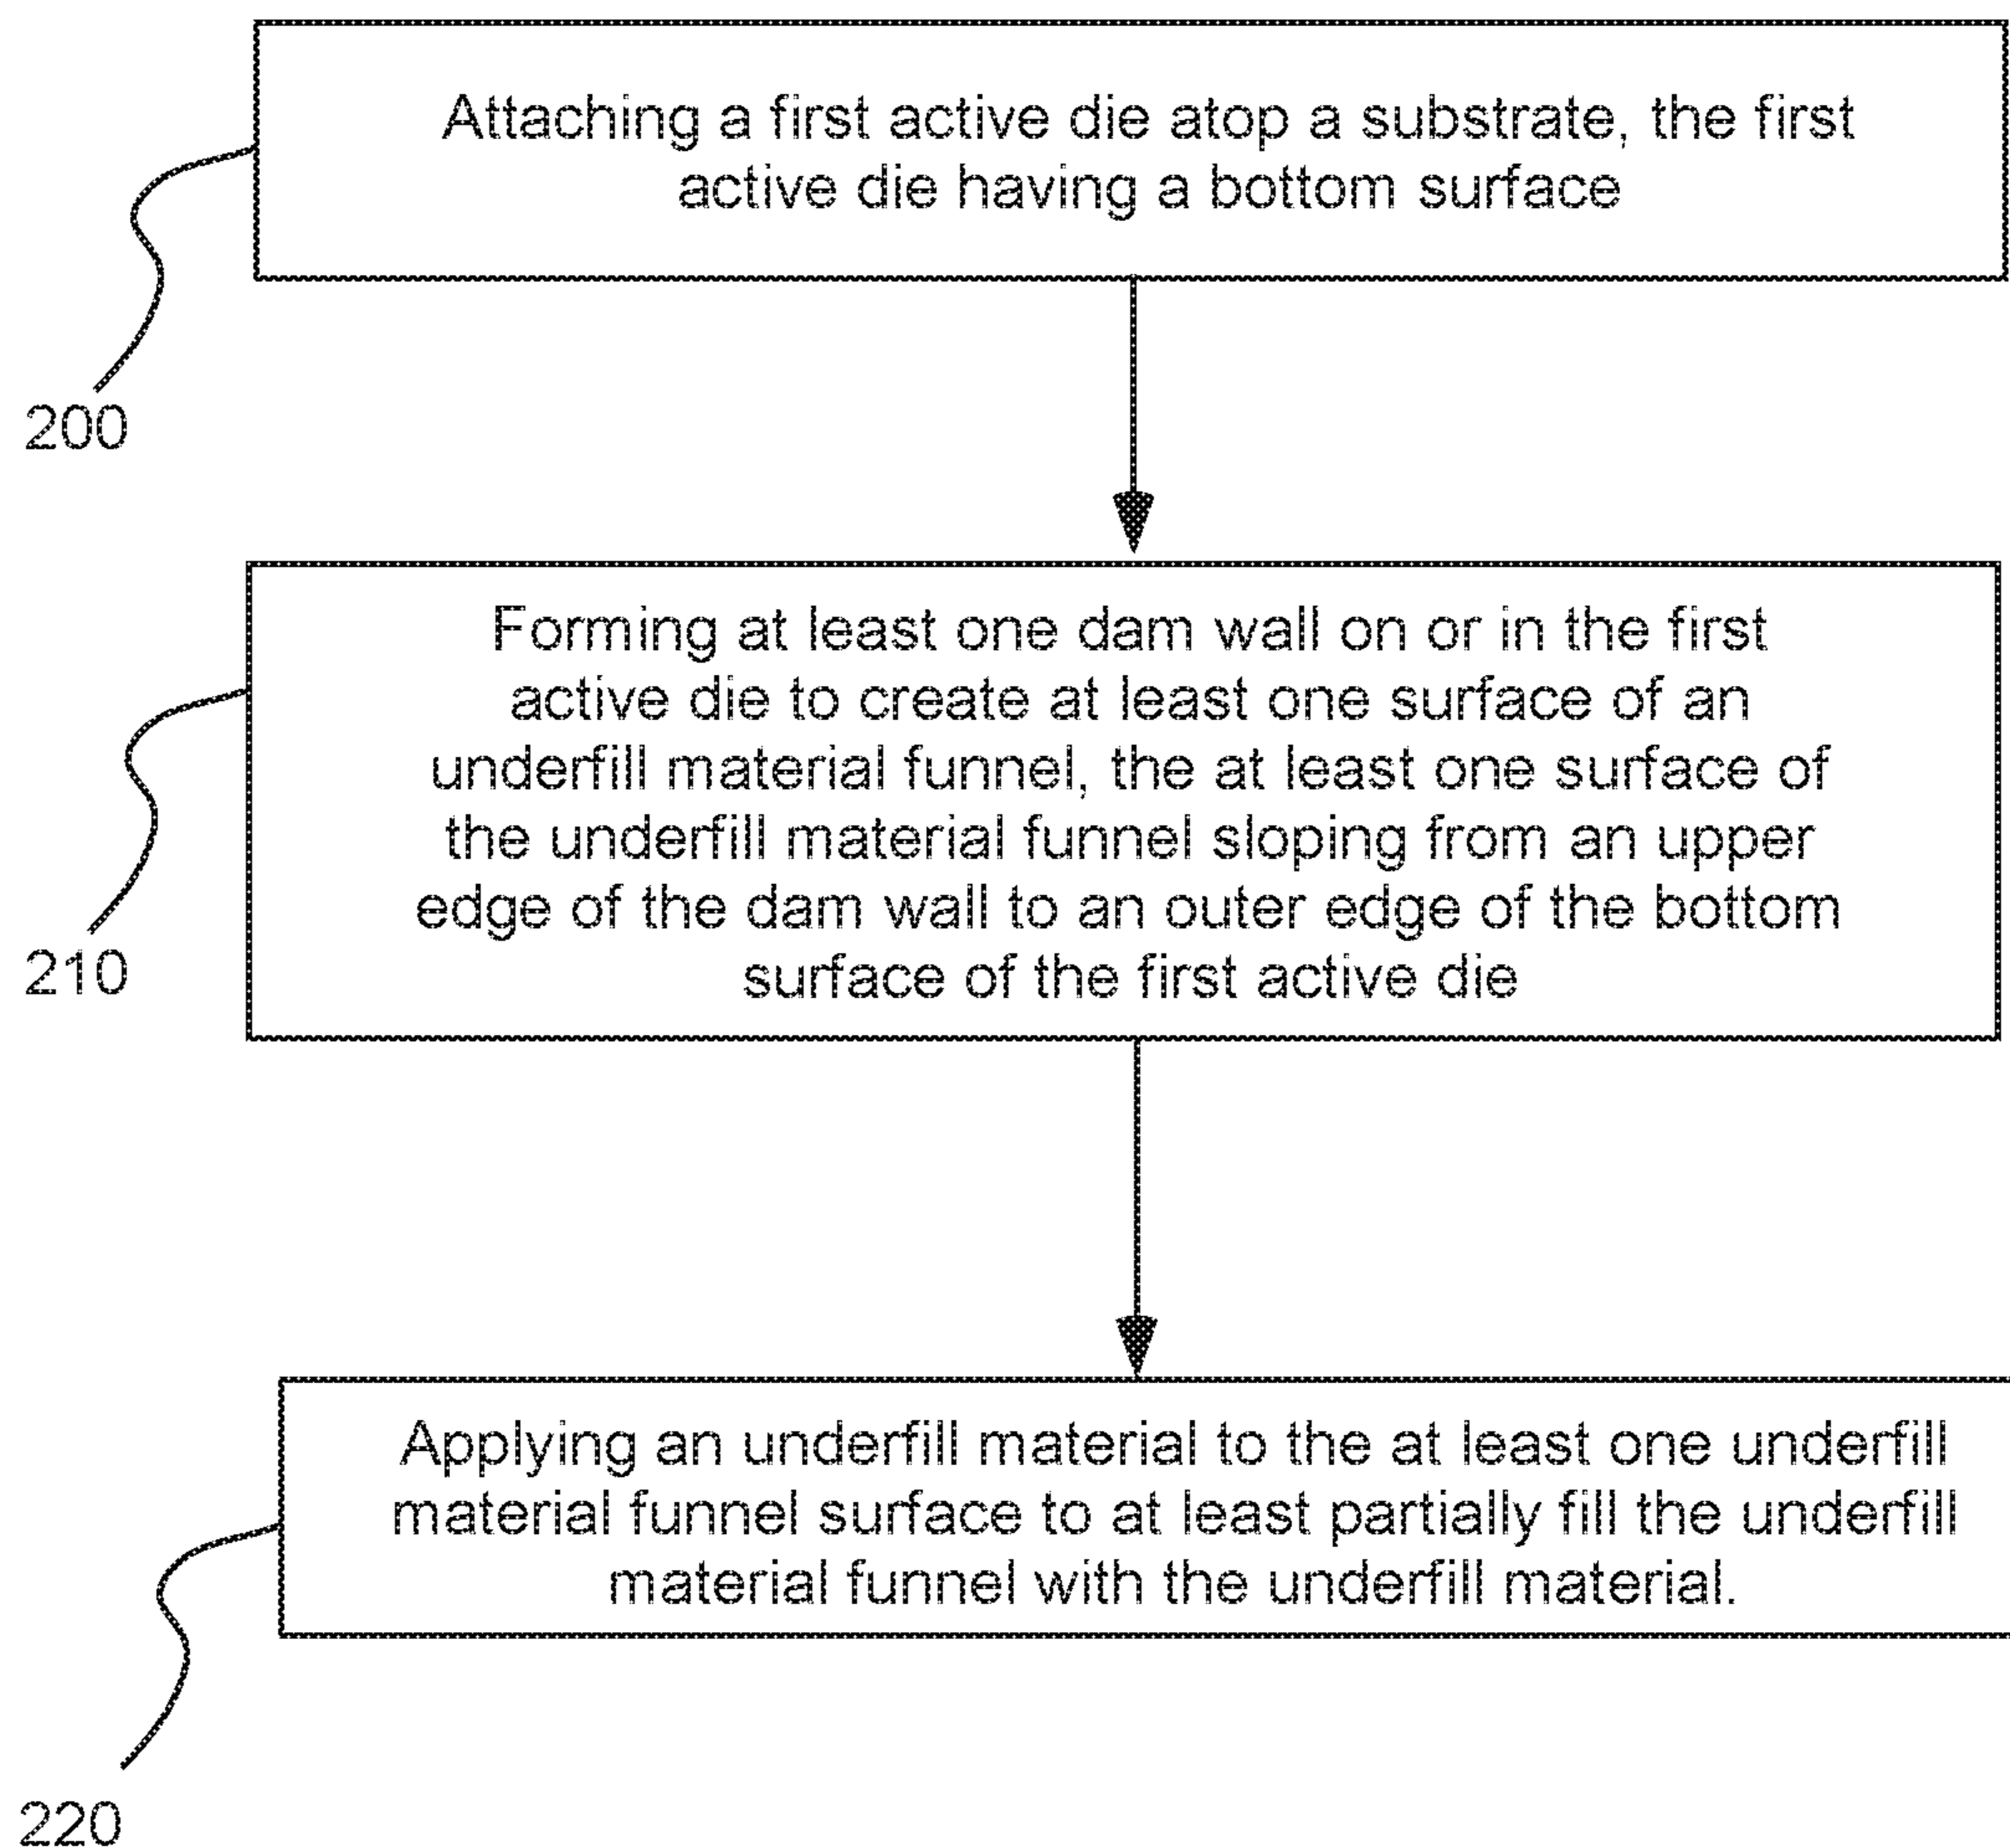 Attaching a first active die atop a substrate, the first
active die having a bottom surface
200
Forming at least one dam wall on or in the first
active die to create at least one surface of an
underfill material funnel, the at least one surface of
the underfill material funnel sloping from an upper
edge of the dam wall to an outer edge of the bottom
surface of the first active die
210
Applying an underfill material to the at least one underfill
material funnel surface to at least partially fill the underfill
material funnel with the underfill material.
220